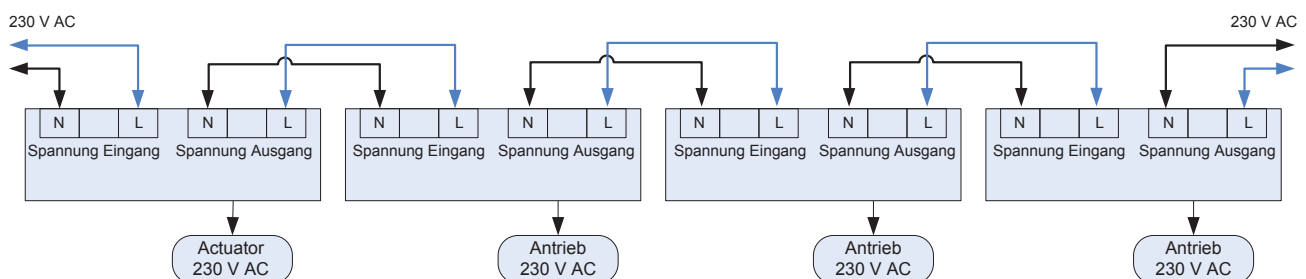 230 V AC
230 V AC
N L N L N L N L N L N L N L N L
Spannung Eingang Spannung Ausgang Spannung Eingang Spannung Ausgang Spannung Eingang Spannung Ausgang Spannung Eingang Spannung Ausgang
Actuator
230 V AC
Antrieb
230 V AC
Antrieb
230 V AC
Antrieb
230 V AC